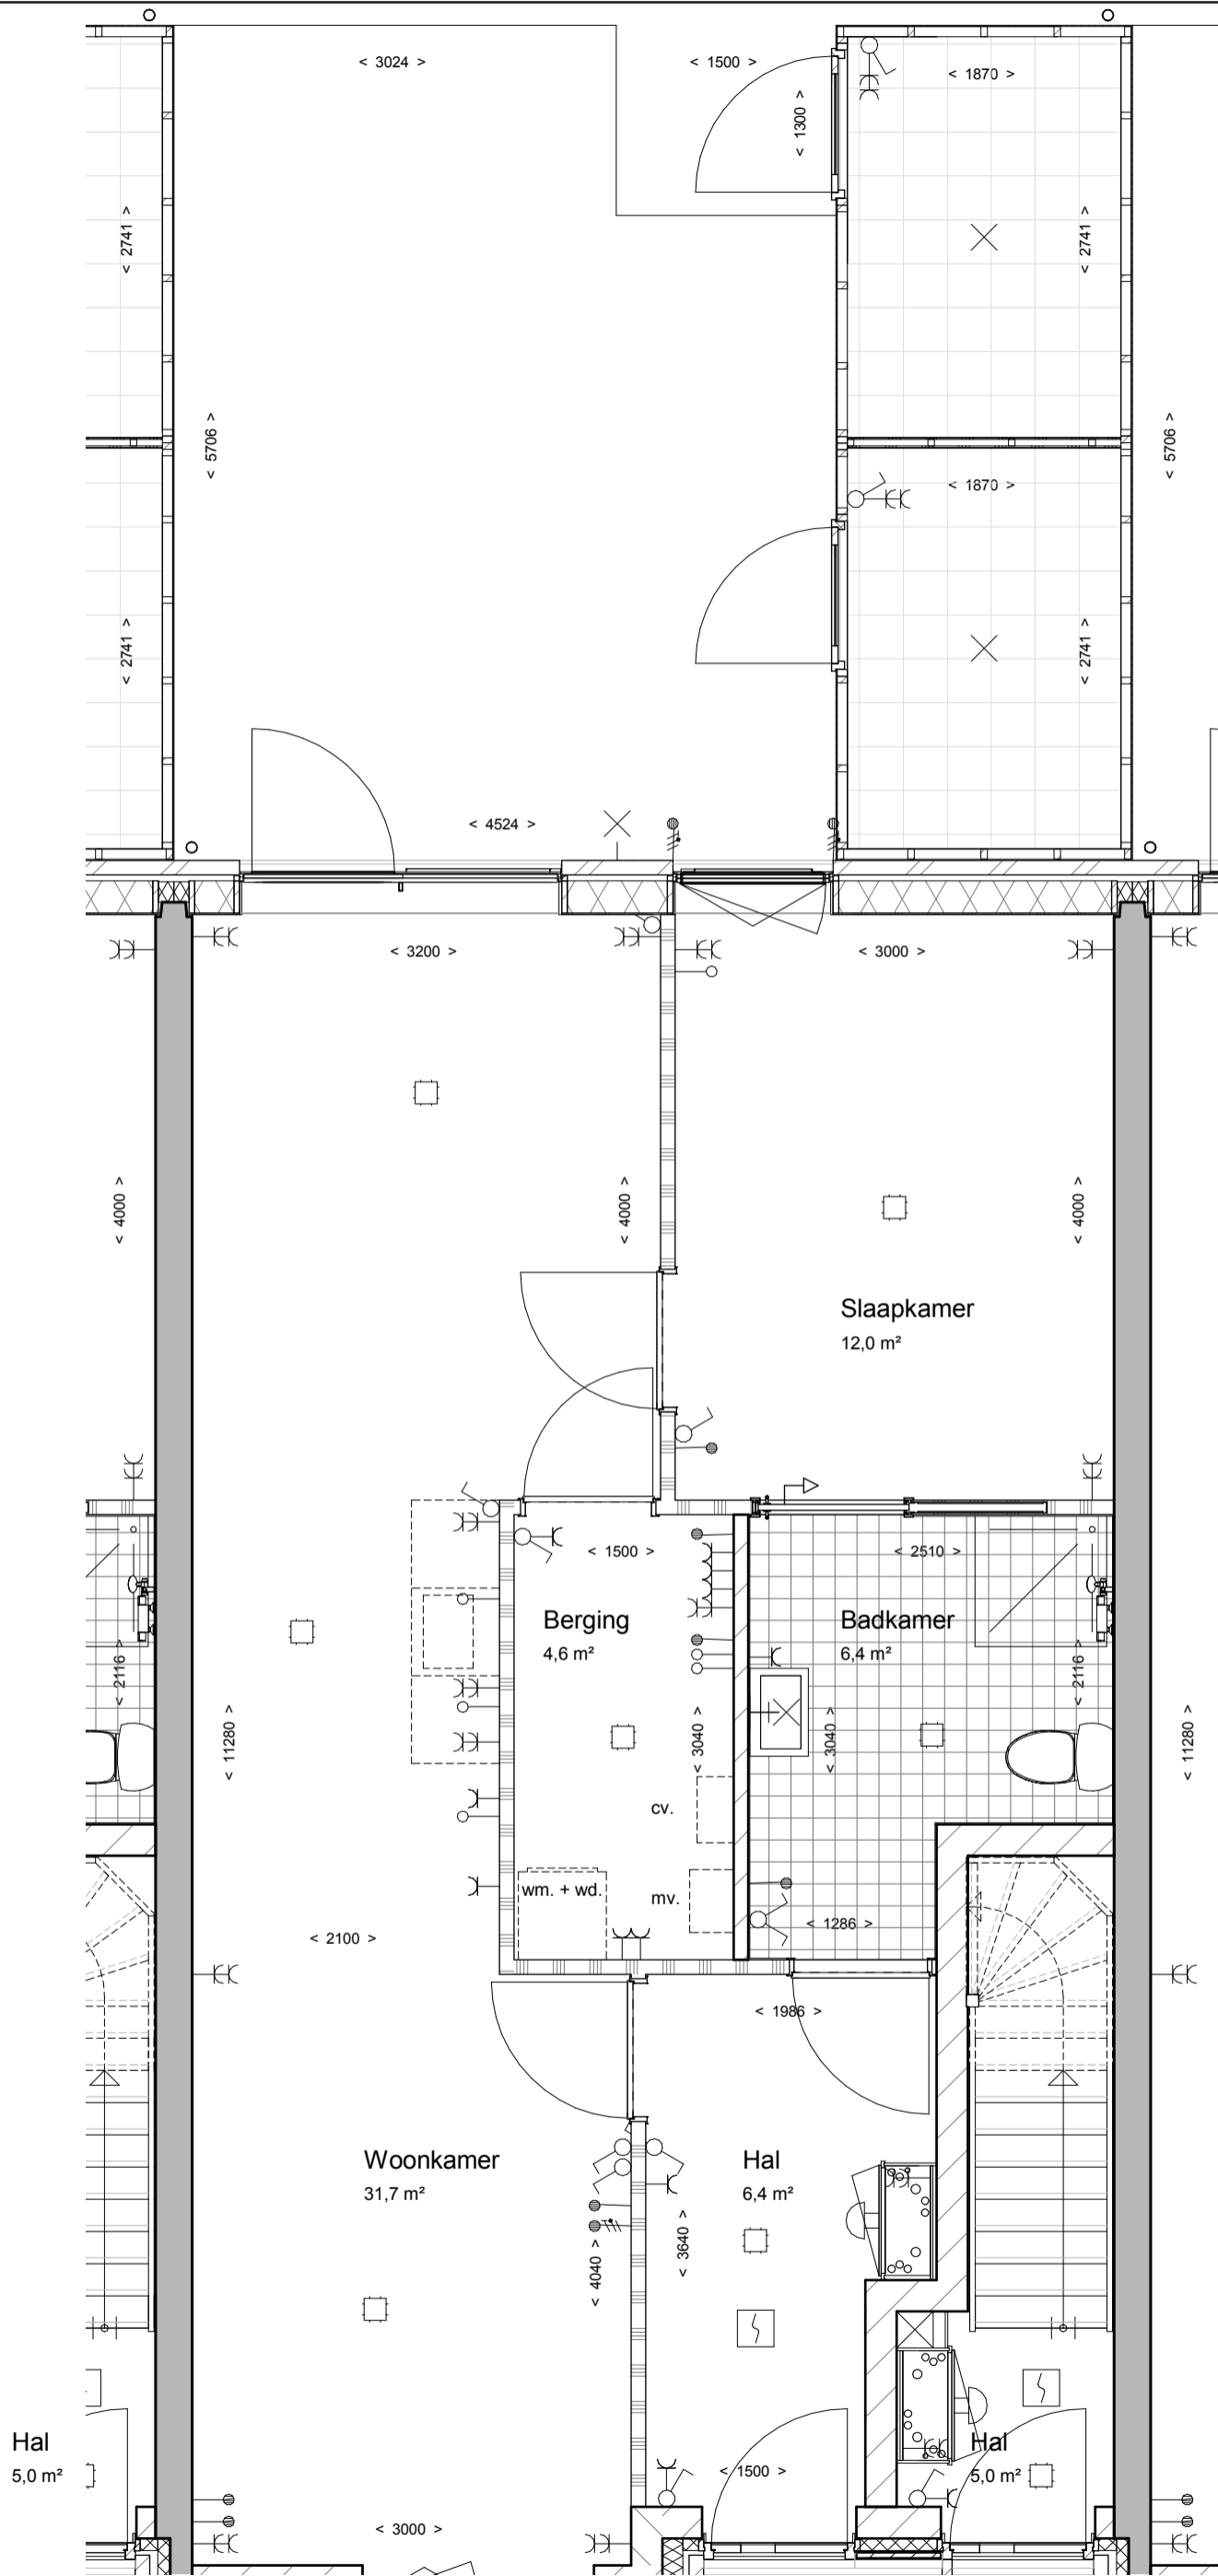 < 3024 >
< 1500 >
< 1870 >
< 1300 >
< 2741 >
< 2741 >
< 5706 >
< 5706 >
< 1870 >
< 2741 >
< 2741 >
< 4524 >
< 3200 >
< 3000 >
< 4000 >
< 4000 >
< 4000 >
Slaapkamer
12,0 m²
< 1500 >
< 2510 >
Berging
4,6 m²
Badkamer
6,4 m²
< 2116 >
< 2116 >
< 11280 >
< 3040 >
< 3040 >
< 11280 >
cv.
wm. + wd.
mv.
< 1286 >
< 2100 >
< 1986 >
Woonkamer
31,7 m²
Hal
6,4 m²
< 4040 >
< 3640 >
Hal
5,0 m²
< 1500 >
Hal
5,0 m²
< 3000 >